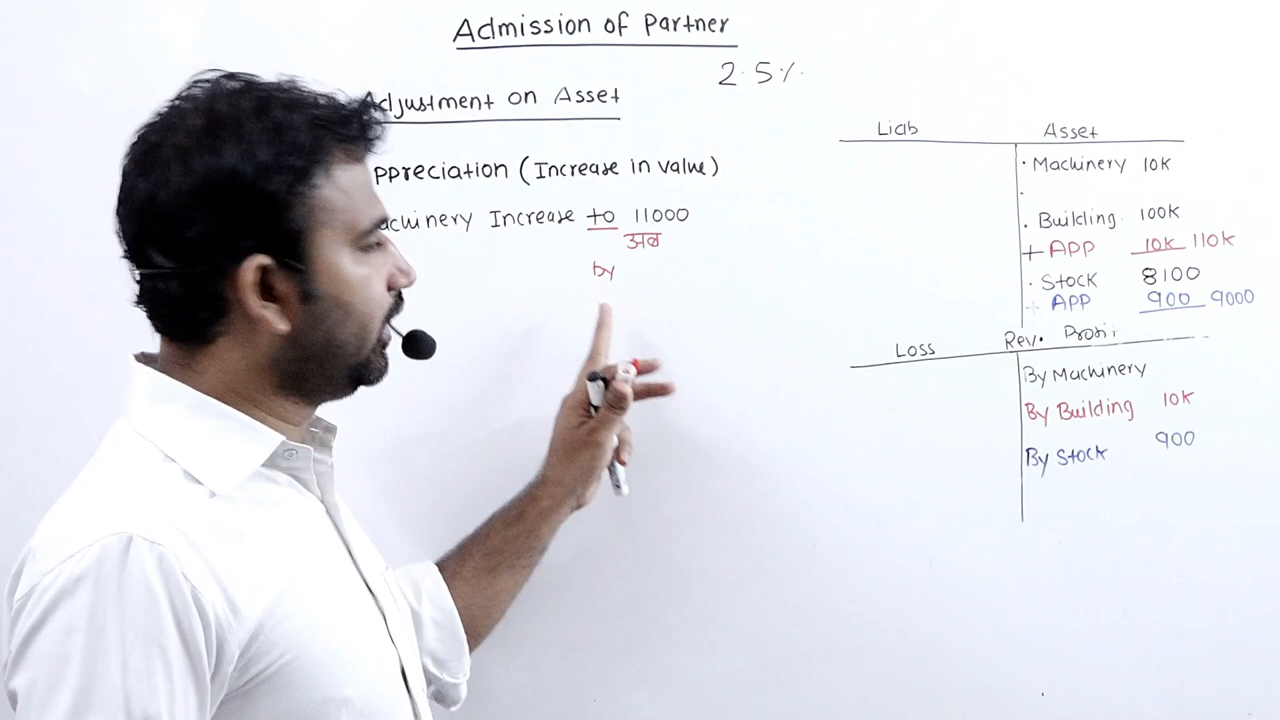 Admission of Partner
2.5%.
Adjustment on Asset
ppreciation (Increase in value)
achinery Increase to 11000
अब
by
Liab Asset
· Machinery 10K
·
· Building. 100K
+ APP 10K 110K
· Stock 8100
+ APP 900 9000
Loss Rev. Profit
By Machinery
By Building 10K
By Stock 900